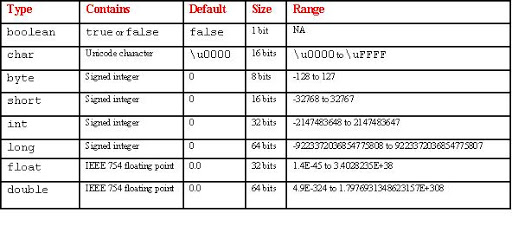 Type Contains Default Size Range
boolean true or false false 1 bit NA
char Unicode character \u0000 16 bits \u0000 to \uFFFF
byte Signed integer 0 8 bits -128 to 127
short Signed integer 0 16 bits -32768 to 32767
int Signed integer 0 32 bits -2147483648 to 2147483647
long Signed integer 0 64 bits -9223372036854775808 to 9223372036854775807
float IEEE 754 floating point 0.0 32 bits 1.4E-45 to 3.4028235E+38
double IEEE 754 floating point 0.0 64 bits 4.9E-324 to 1.7976931348623157E+308